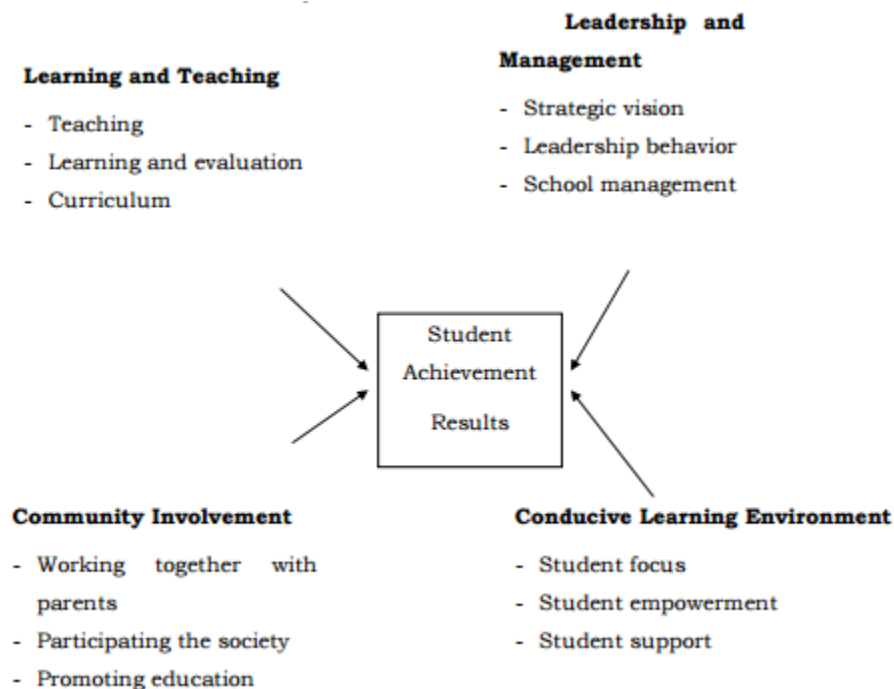 Learning and Teaching
- Teaching
- Learning and evaluation
- Curriculum
Leadership and
Management
- Strategic vision
- Leadership behavior
- School management
Student
Achievement
Results
Community Involvement
- Working together with
parents
- Participating the society
- Promoting education
Conducive Learning Environment
- Student focus
- Student empowerment
- Student support